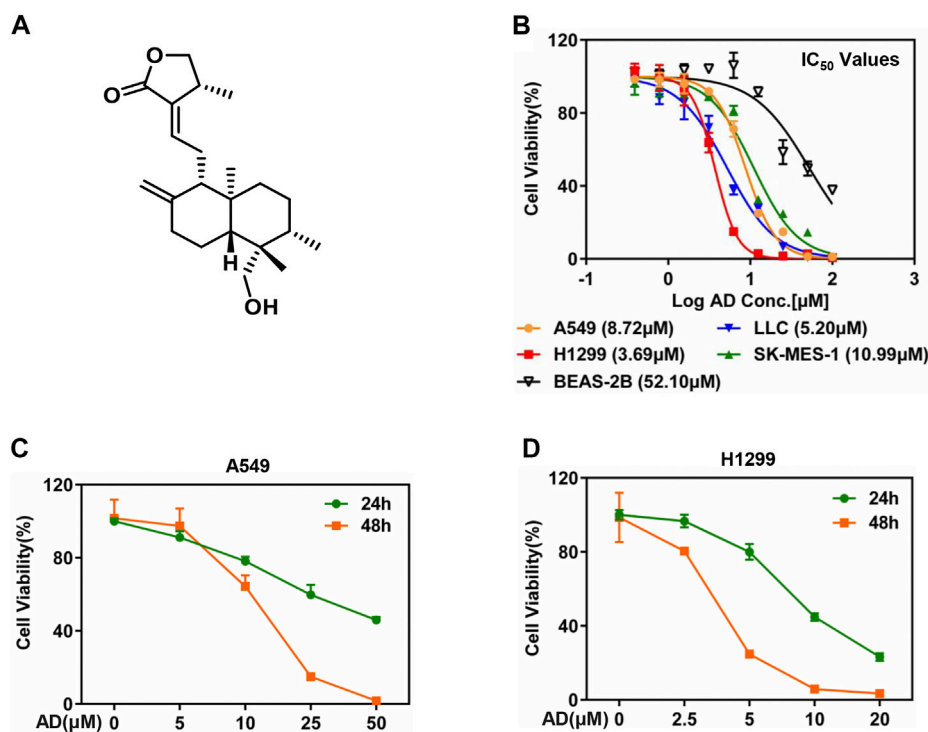 A
O
O
H
OH
B
120
80
40
0
Cell Viability(%)
IC50 Values
-1 0 1 2 3
Log AD Conc.[µM]
A549 (8.72µM) LLC (5.20µM)
H1299 (3.69µM) SK-MES-1 (10.99µM)
BEAS-2B (52.10µM)
C
A549
120
80
40
0
Cell Viability(%)
24h
48h
AD(µM) 0 5 10 25 50
D
H1299
120
80
40
0
Cell Viability(%)
24h
48h
AD(µM) 0 2.5 5 10 20